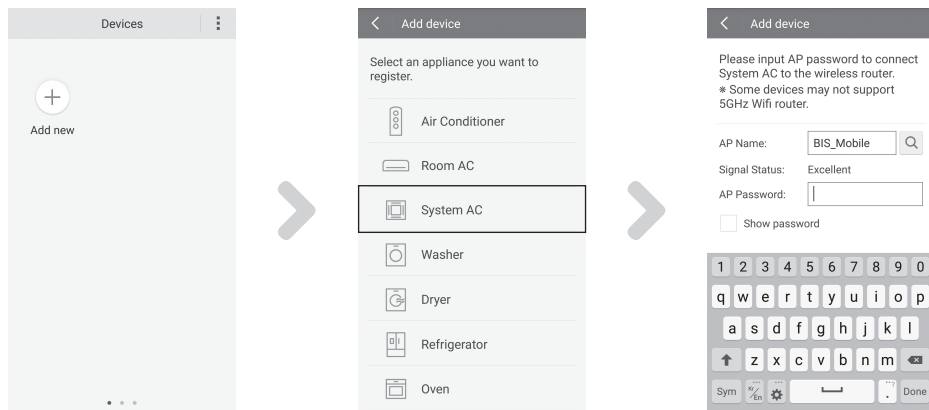 Devices
Add new
Add device
Select an appliance you want to
register.
Air Conditioner
Room AC
System AC
Washer
Dryer
Refrigerator
Oven
Add device
Please input AP password to connect
System AC to the wireless router.
* Some devices may not support
5GHz Wifi router.
AP Name: BIS_Mobile
Signal Status: Excellent
AP Password:
Show password
1 2 3 4 5 6 7 8 9 0
q w e r t y u i o p
a s d f g h j k l
z x c v b n m
Sym Kr/En . Done